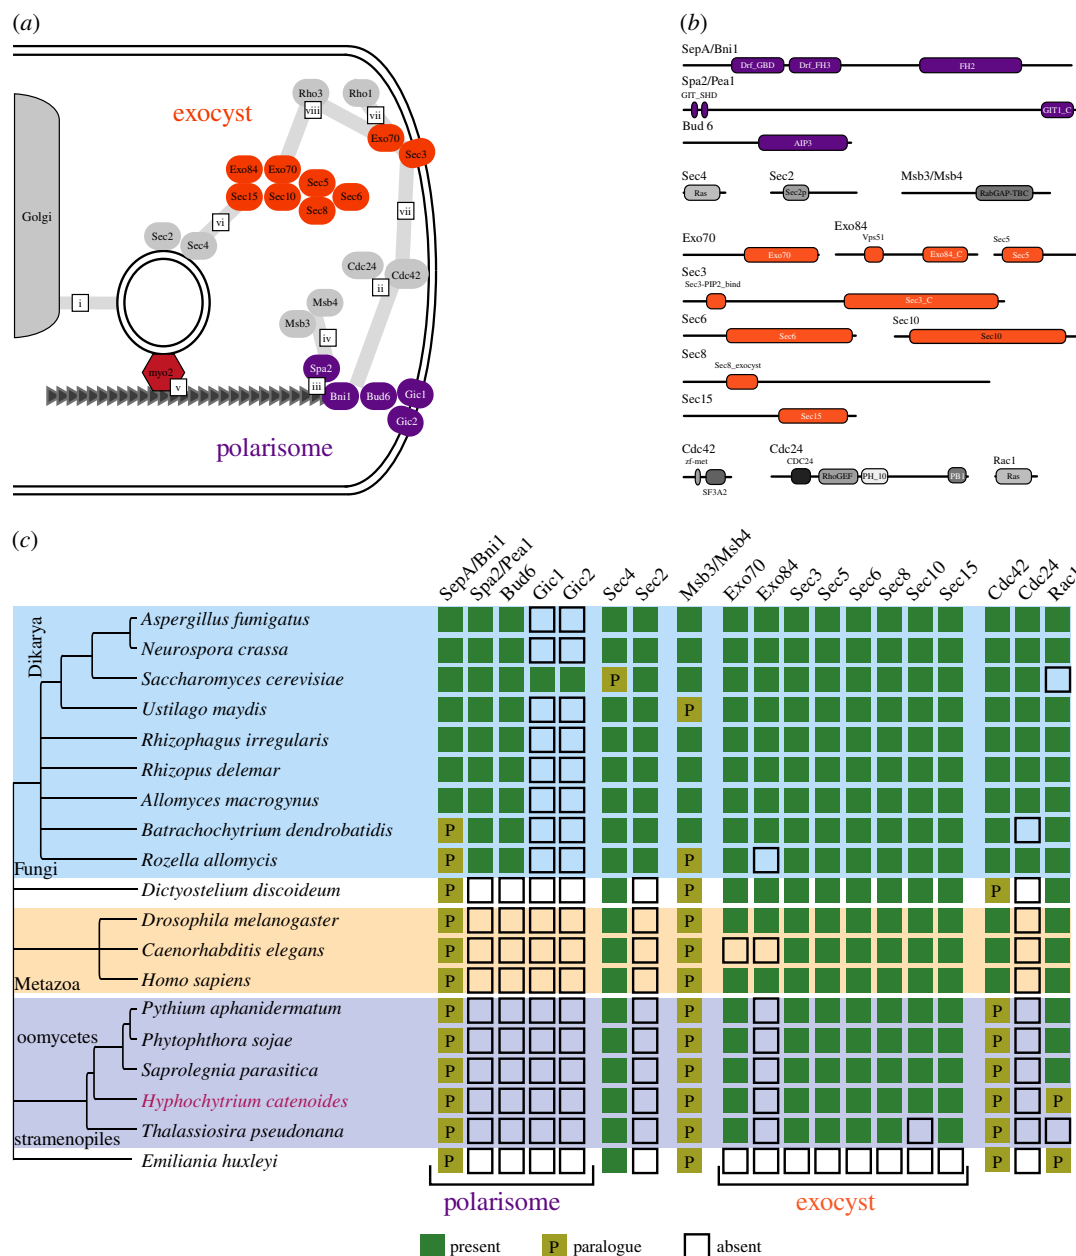 (a)
exocyst
Rho3
Rho1
viii
vii
Exo70
Sec3
Exo84
Exo70
Sec5
Sec15
Sec10
Sec6
Sec8
Golgi
vi
vii
Sec2
Sec4
Cdc24
Cdc42
ii
i
Msb4
Msb3
iv
Spa2
myo2
v
iii
Bni1
Bud6
Gic1
Gic2
polarisome
(b)
SepA/Bni1
Drf_GBD
Drf_FH3
FH2
Spa2/Pea1
GIT_SHD
GIT1_C
Bud 6
AIP3
Sec4
Sec2
Msb3/Msb4
Ras
Sec2p
RabGAP-TBC
Exo70
Exo84
Vps51
Sec5
Exo70
Exo84_C
Sec5
Sec3
Sec3-PIP2_bind
Sec3_C
Sec6
Sec10
Sec6
Sec10
Sec8
Sec8_exocyst
Sec15
Sec15
Cdc42
Cdc24
zf-met
CDC24
Rac1
RhoGEF
PH_10
PB1
Ras
SF3A2
(c)
SepA/Bni1
Spa2/Pea1
Bud6
Gic1
Gic2
Sec4
Sec2
Msb3/Msb4
Exo70
Exo84
Sec3
Sec5
Sec6
Sec8
Sec10
Sec15
Cdc42
Cdc24
Rac1
Dikarya
Aspergillus fumigatus
Neurospora crassa
Saccharomyces cerevisiae P
Ustilago maydis P
Rhizophagus irregularis
Rhizopus delemar
Allomyces macrogynus
Batrachochytrium dendrobatidis P
Rozella allomycis P P
Fungi
Dictyostelium discoideum P P P
Drosophila melanogaster P P
Caenorhabditis elegans P P
Homo sapiens P P
Metazoa
Pythium aphanidermatum P P P
oomycetes
Phytophthora sojae P P P
Saprolegnia parasitica P P P
Hyphochytrium catenoides P P P P
Thalassiosira pseudonana P P P
stramenopiles
Emiliania huxleyi P P P P
polarisome
exocyst
present
P paralogue
absent